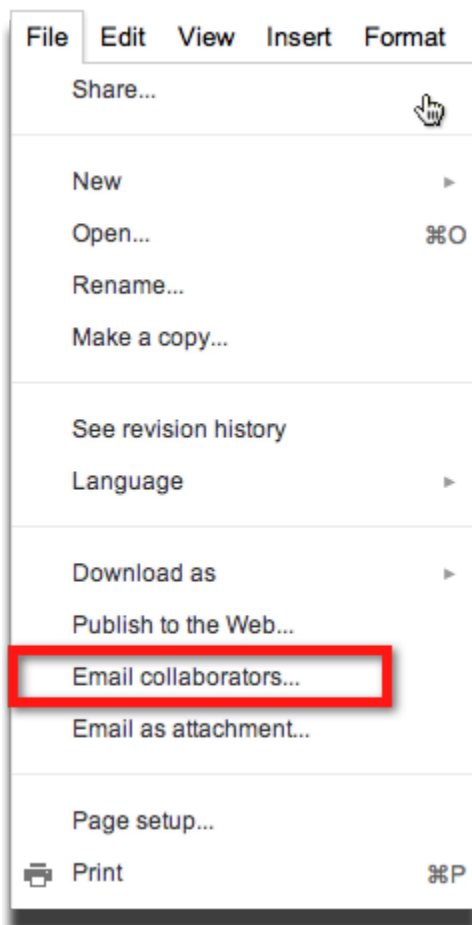 File Edit View Insert Format
Share...
New ►
Open... ⌘O
Rename...
Make a copy...
See revision history
Language ►
Download as ►
Publish to the Web...
Email collaborators...
Email as attachment...
Page setup...
Print ⌘P